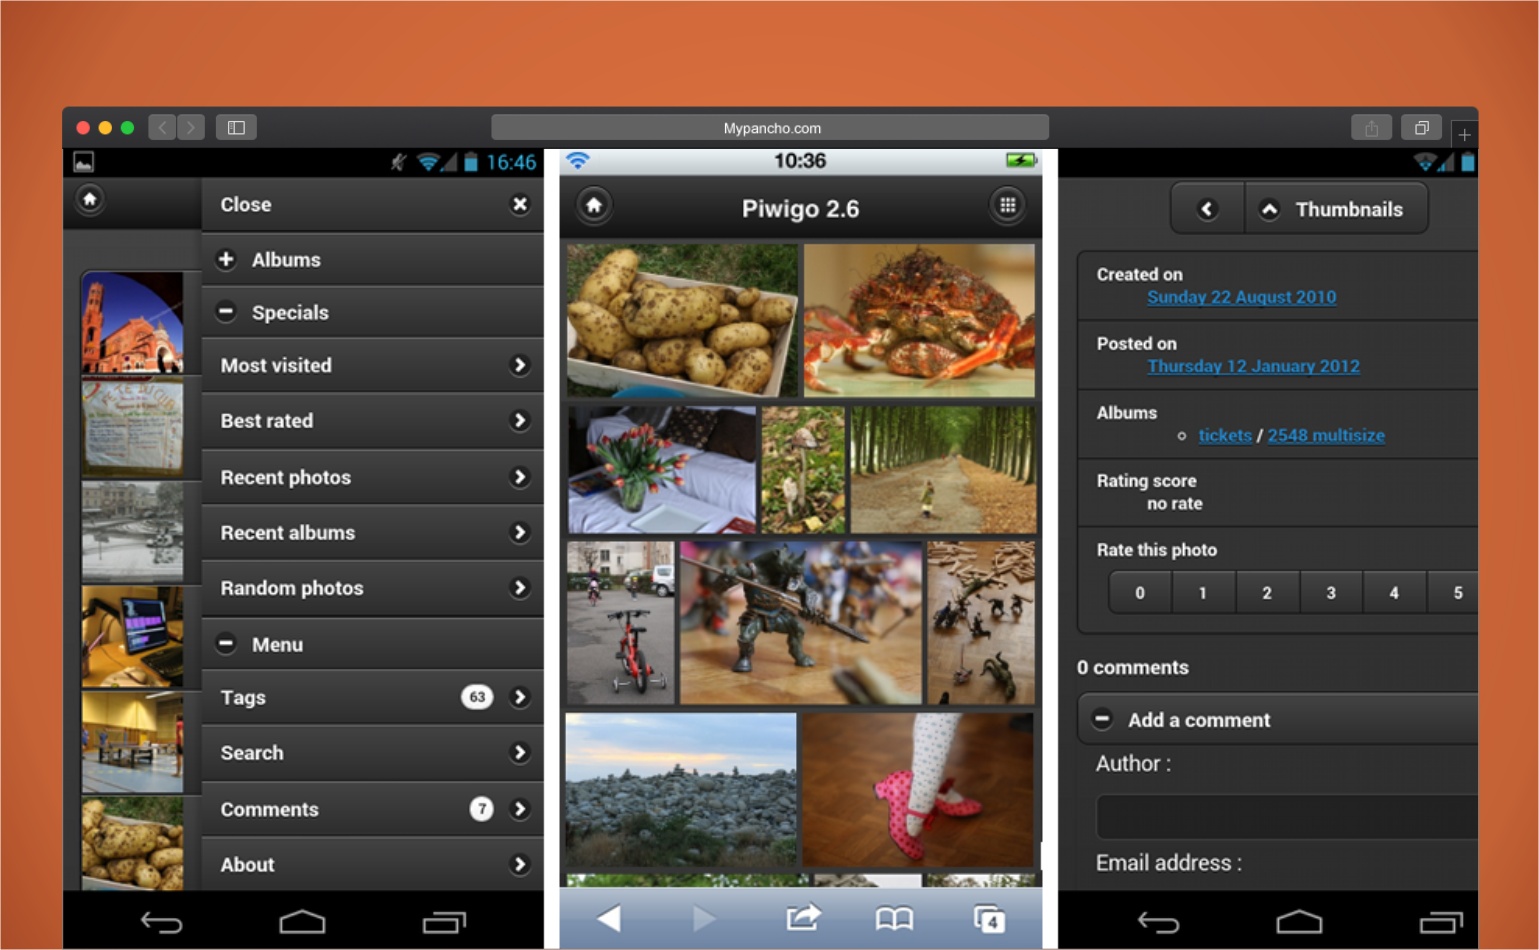 Mypancho.com
16:46
Close
Albums
Specials
Most visited
Best rated
Recent photos
Recent albums
Random photos
Menu
Tags 63
Search
Comments 7
About
10:36
Piwigo 2.6
4
Thumbnails
Created on
Sunday 22 August 2010
Posted on
Thursday 12 January 2012
Albums
tickets / 2548 multisize
Rating score
no rate
Rate this photo
0 1 2 3 4 5
0 comments
Add a comment
Author :
Email address :